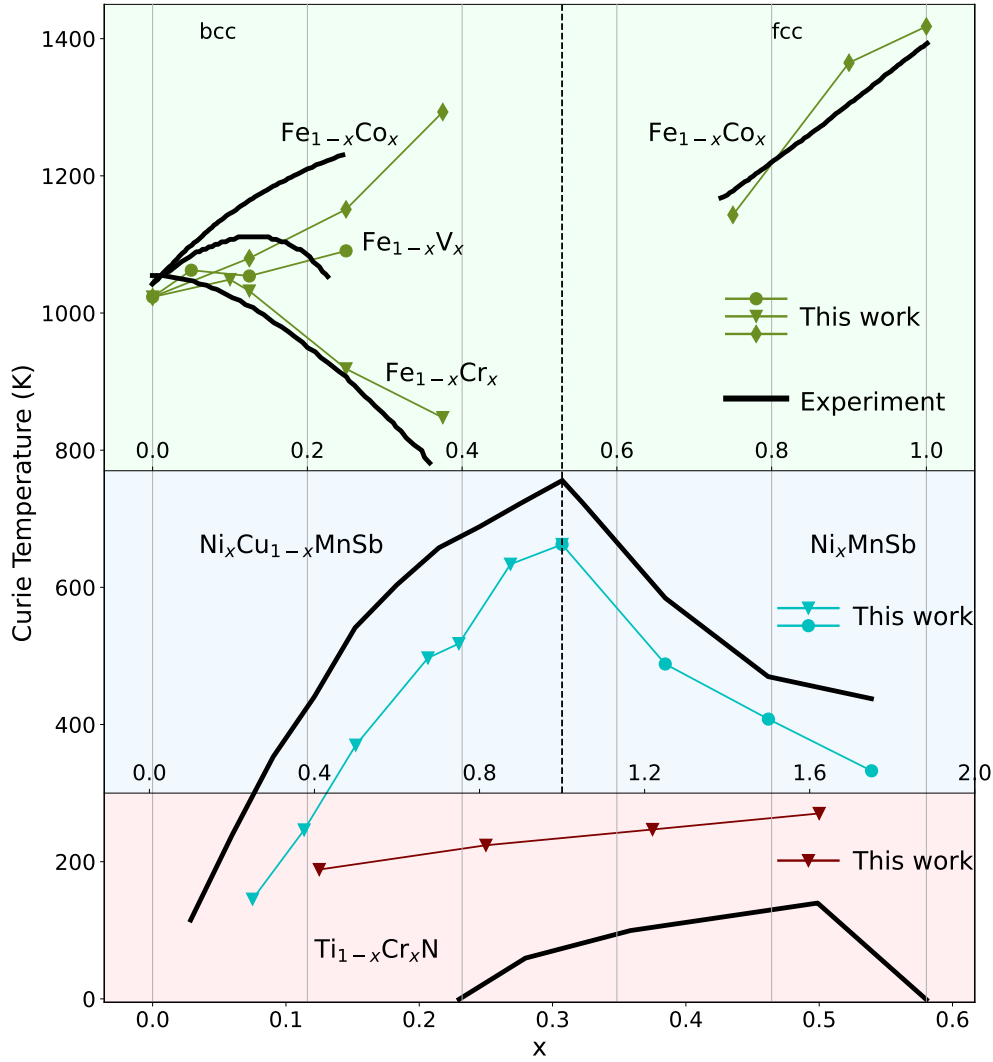 1400
bcc
fcc
Fe₁₋ₓCoₓ
Fe₁₋ₓCoₓ
1200
Fe₁₋ₓVₓ
1000
This work
Fe₁₋ₓCrₓ
Experiment
800
0.0 0.2 0.4 0.6 0.8 1.0
Curie Temperature (K)
NiₓCu₁₋ₓMnSb
NiₓMnSb
600
This work
400
0.0 0.4 0.8 1.2 1.6 2.0
200
This work
Ti₁₋ₓCrₓN
0
0.0 0.1 0.2 0.3 0.4 0.5 0.6
x